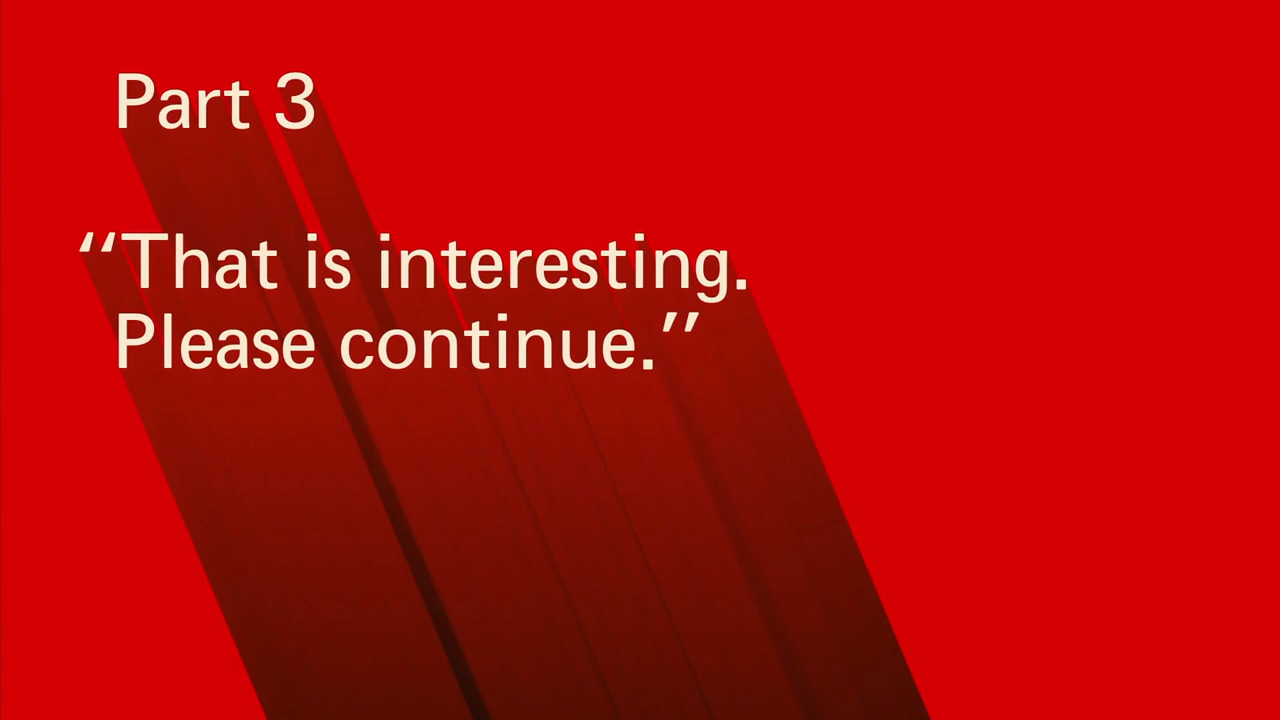 Part 3
“That is interesting.
Please continue.”